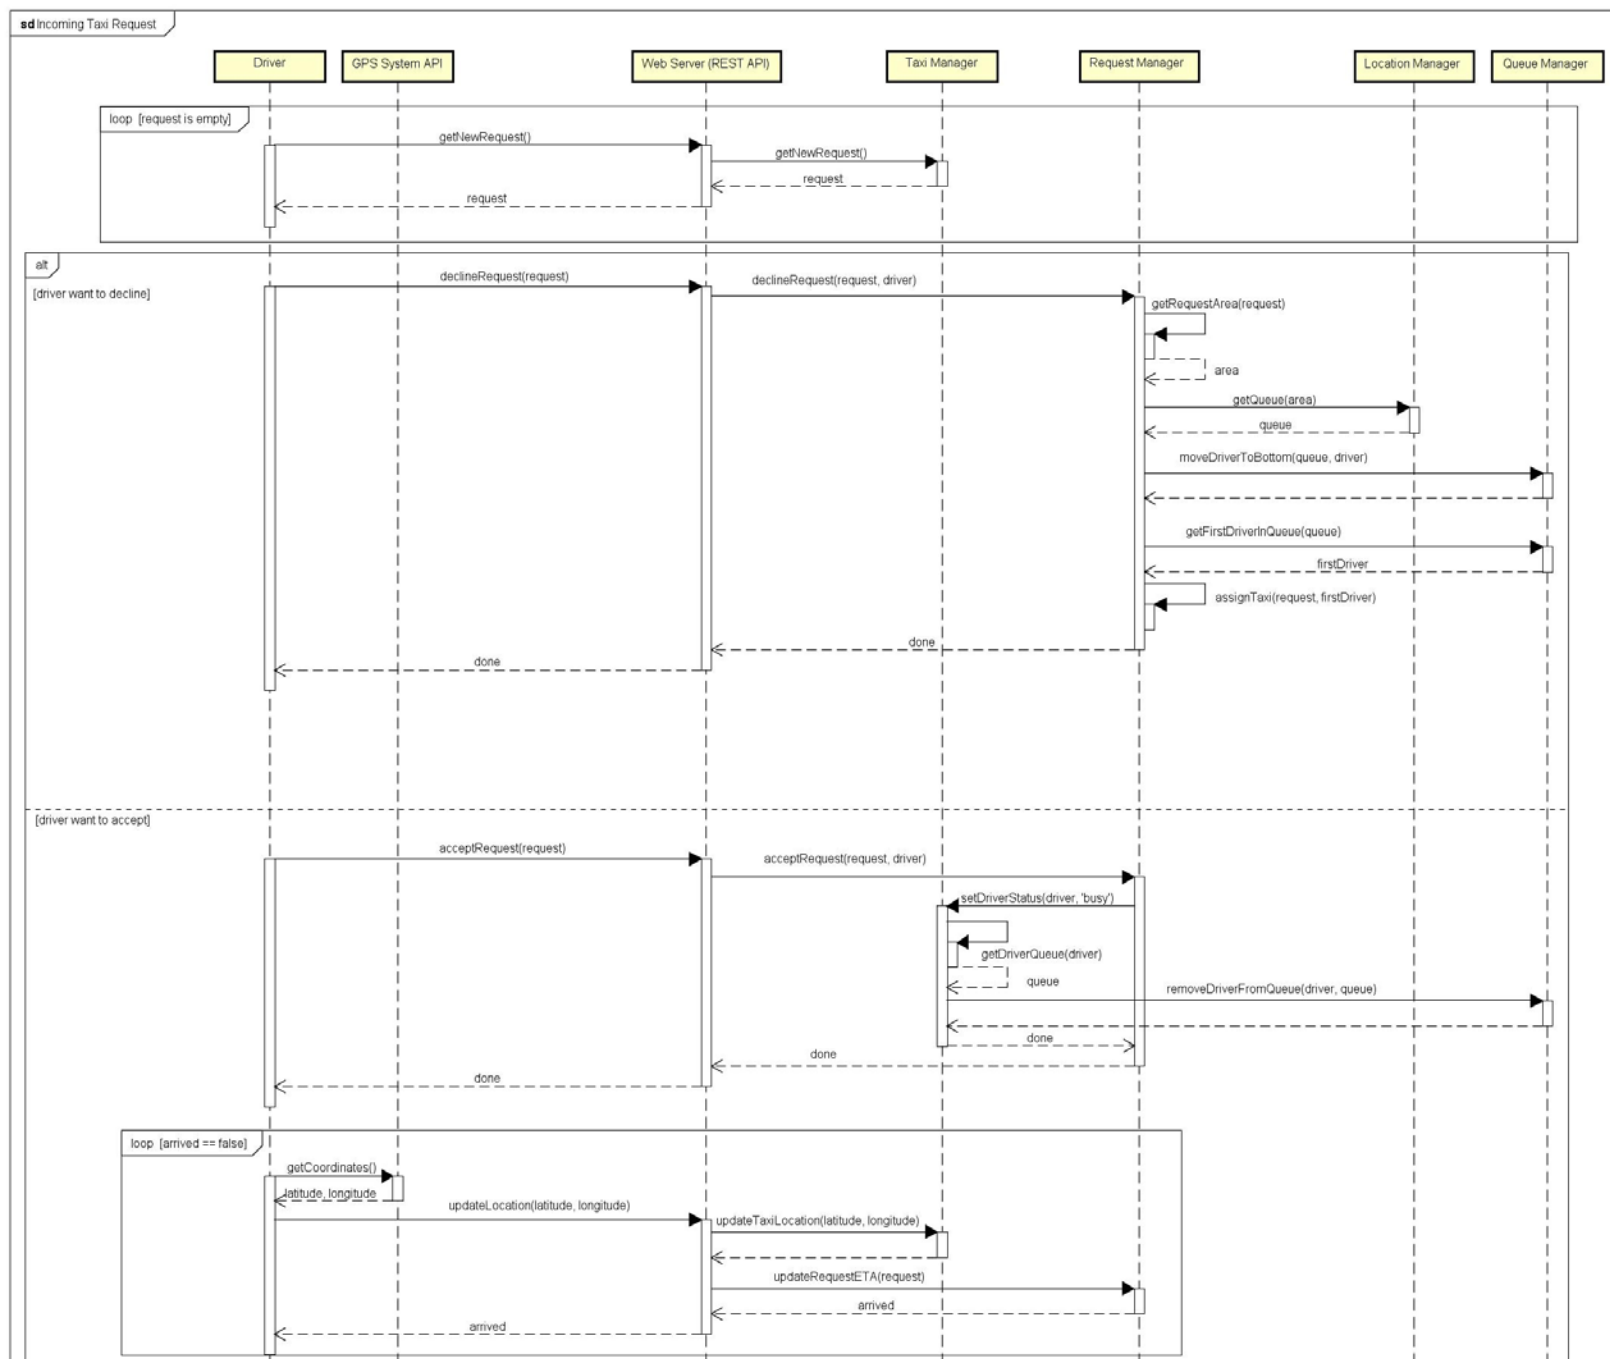 sd Incoming Taxi Request
Driver
GPS System API
Web Server (REST API)
Taxi Manager
Request Manager
Location Manager
Queue Manager
loop [request is empty]
getNewRequest()
getNewRequest()
request
request
alt
[driver want to decline]
declineRequest(request)
declineRequest(request, driver)
getRequestArea(request)
area
getQueue(area)
queue
moveDriverToBottom(queue, driver)
getFirstDriverInQueue(queue)
firstDriver
assignTaxi(request, firstDriver)
done
done
[driver want to accept]
acceptRequest(request)
acceptRequest(request, driver)
setDriverStatus(driver, 'busy')
getDriverQueue(driver)
queue
removeDriverFromQueue(driver, queue)
done
done
done
loop [arrived == false]
getCoordinates()
latitude, longitude
updateLocation(latitude, longitude)
updateTaxiLocation(latitude, longitude)
updateRequestETA(request)
arrived
arrived